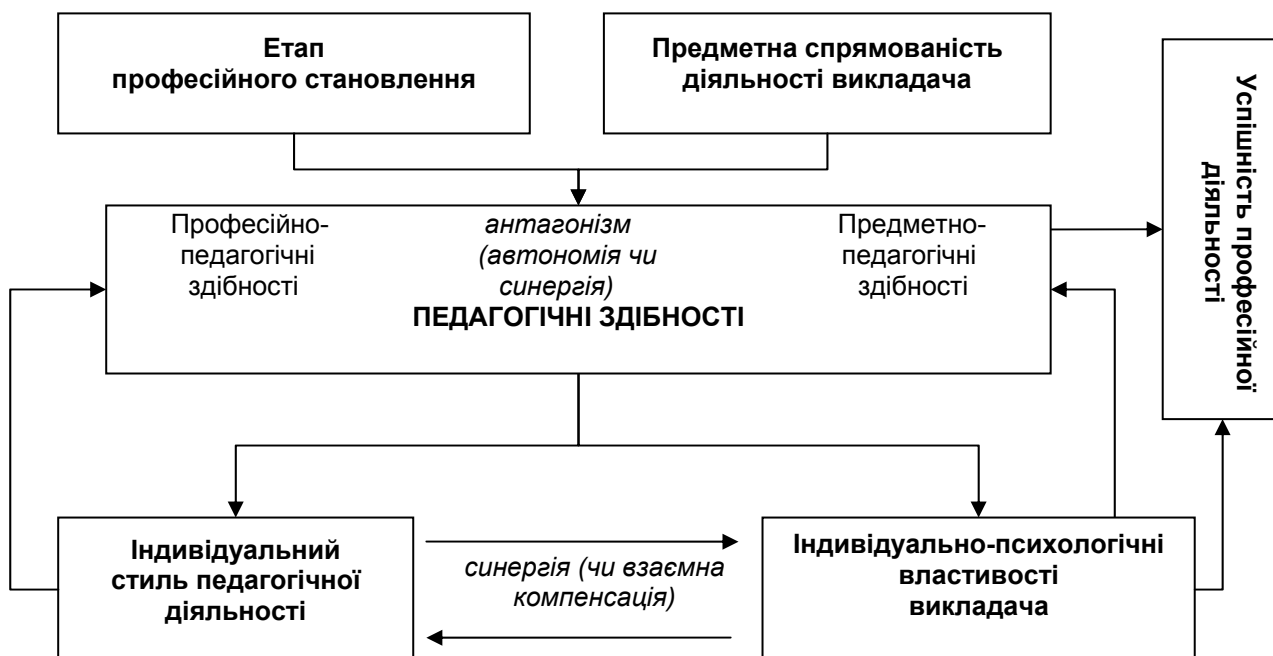 Етап
професійного становлення
Предметна спрямованість
діяльності викладача
Успішність професійної
діяльності
Професійно-
педагогічні
здібності
антагонізм
(автономія чи
синергія)
Предметно-
педагогічні
здібності
ПЕДАГОГІЧНІ ЗДІБНОСТІ
Індивідуальний
стиль педагогічної
діяльності
синергія (чи взаємна
компенсація)
Індивідуально-психологічні
властивості
викладача